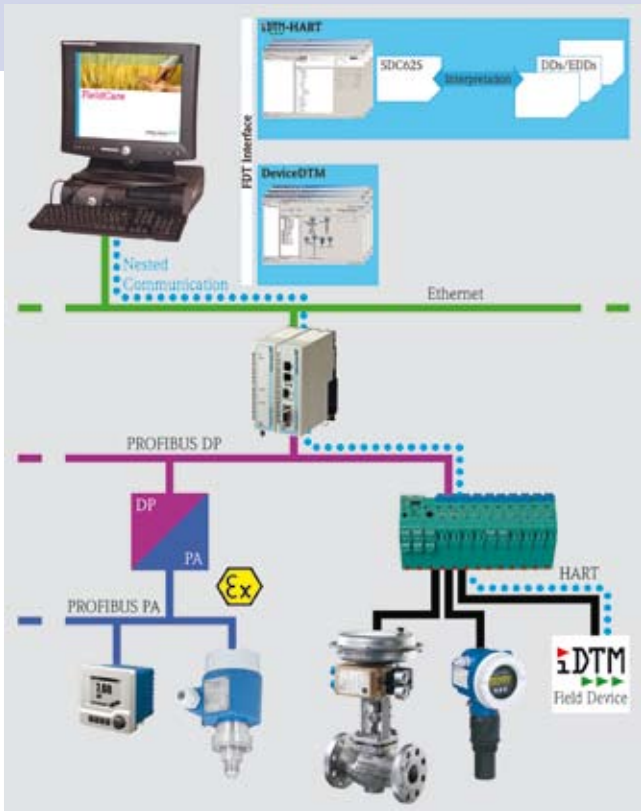 iDTM-HART
SDC625
Interpretation
DDs/EDDs
FDT Interface
FieldCare
DeviceDTM
Nested
Communication
Ethernet
PROFIBUS DP
DP
PA
Ex
HART
PROFIBUS PA
iDTM
Field Device